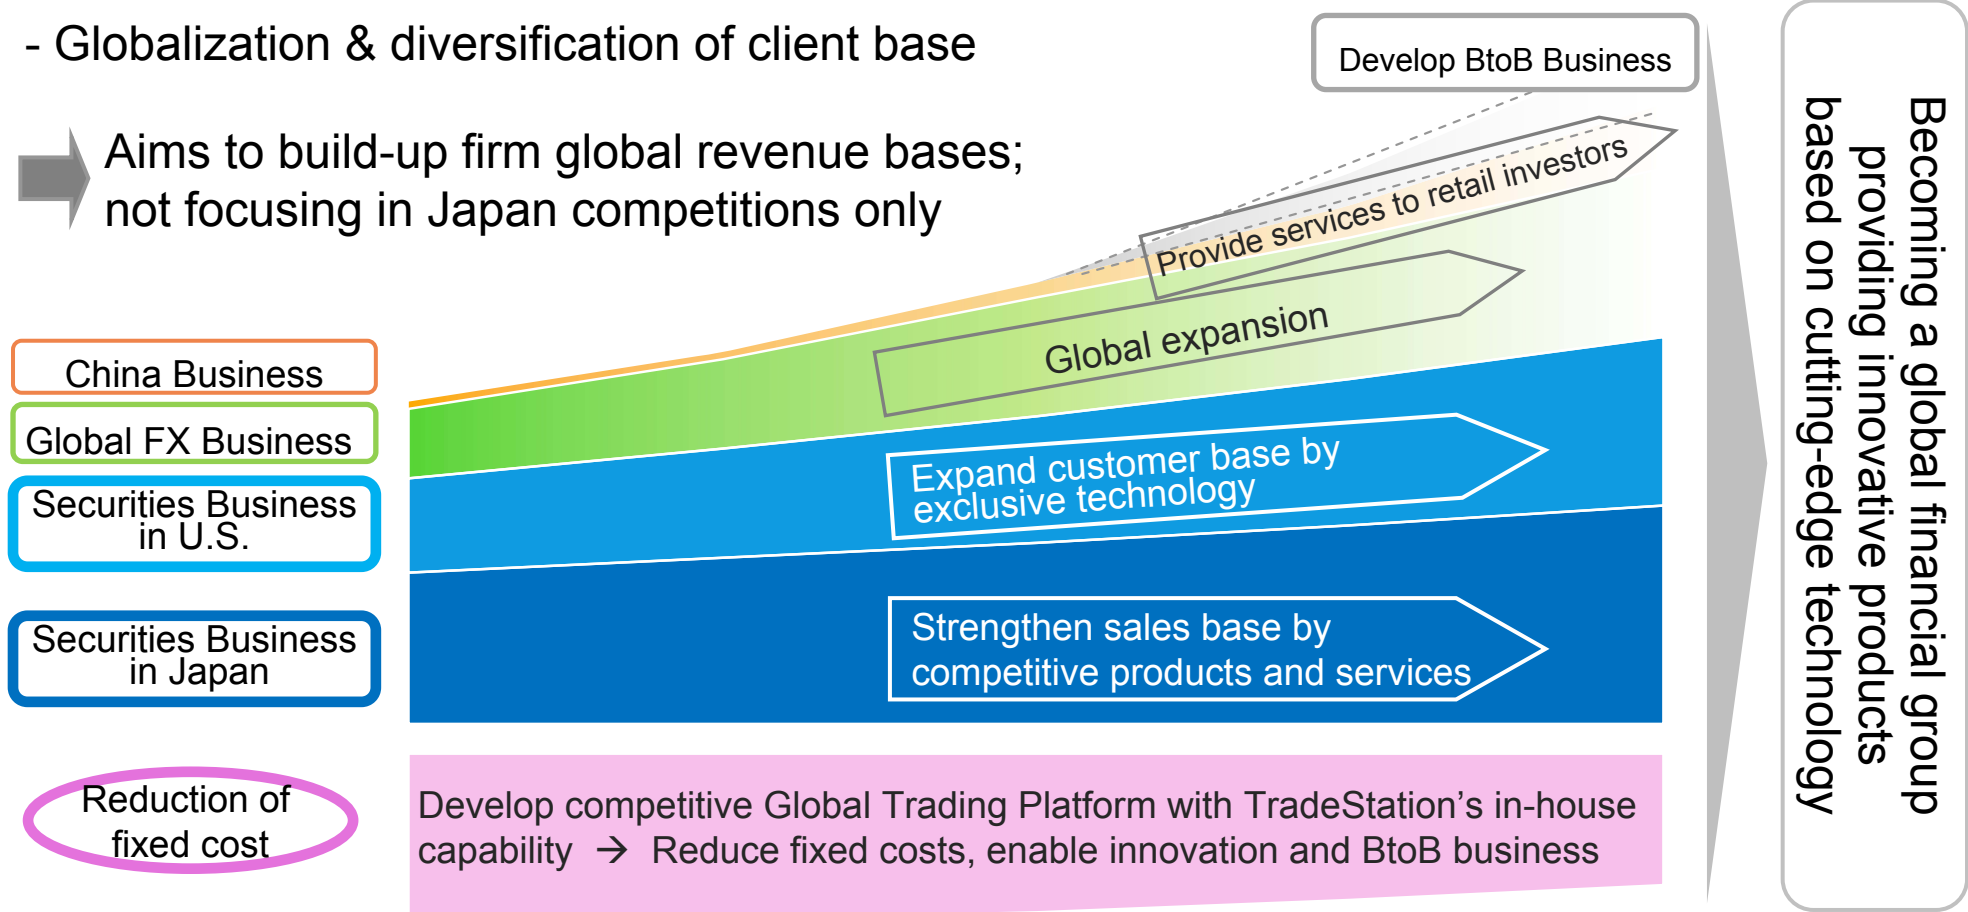 - Globalization & diversification of client base
Aims to build-up firm global revenue bases;
not focusing in Japan competitions only
Develop BtoB Business
Provide services to retail investors
Global expansion
China Business
Global FX Business
Securities Business
in U.S.
Expand customer base by
exclusive technology
Securities Business
in Japan
Strengthen sales base by
competitive products and services
Reduction of
fixed cost
Develop competitive Global Trading Platform with TradeStation’s in-house
capability → Reduce fixed costs, enable innovation and BtoB business
Becoming a global financial group
providing innovative products
based on cutting-edge technology